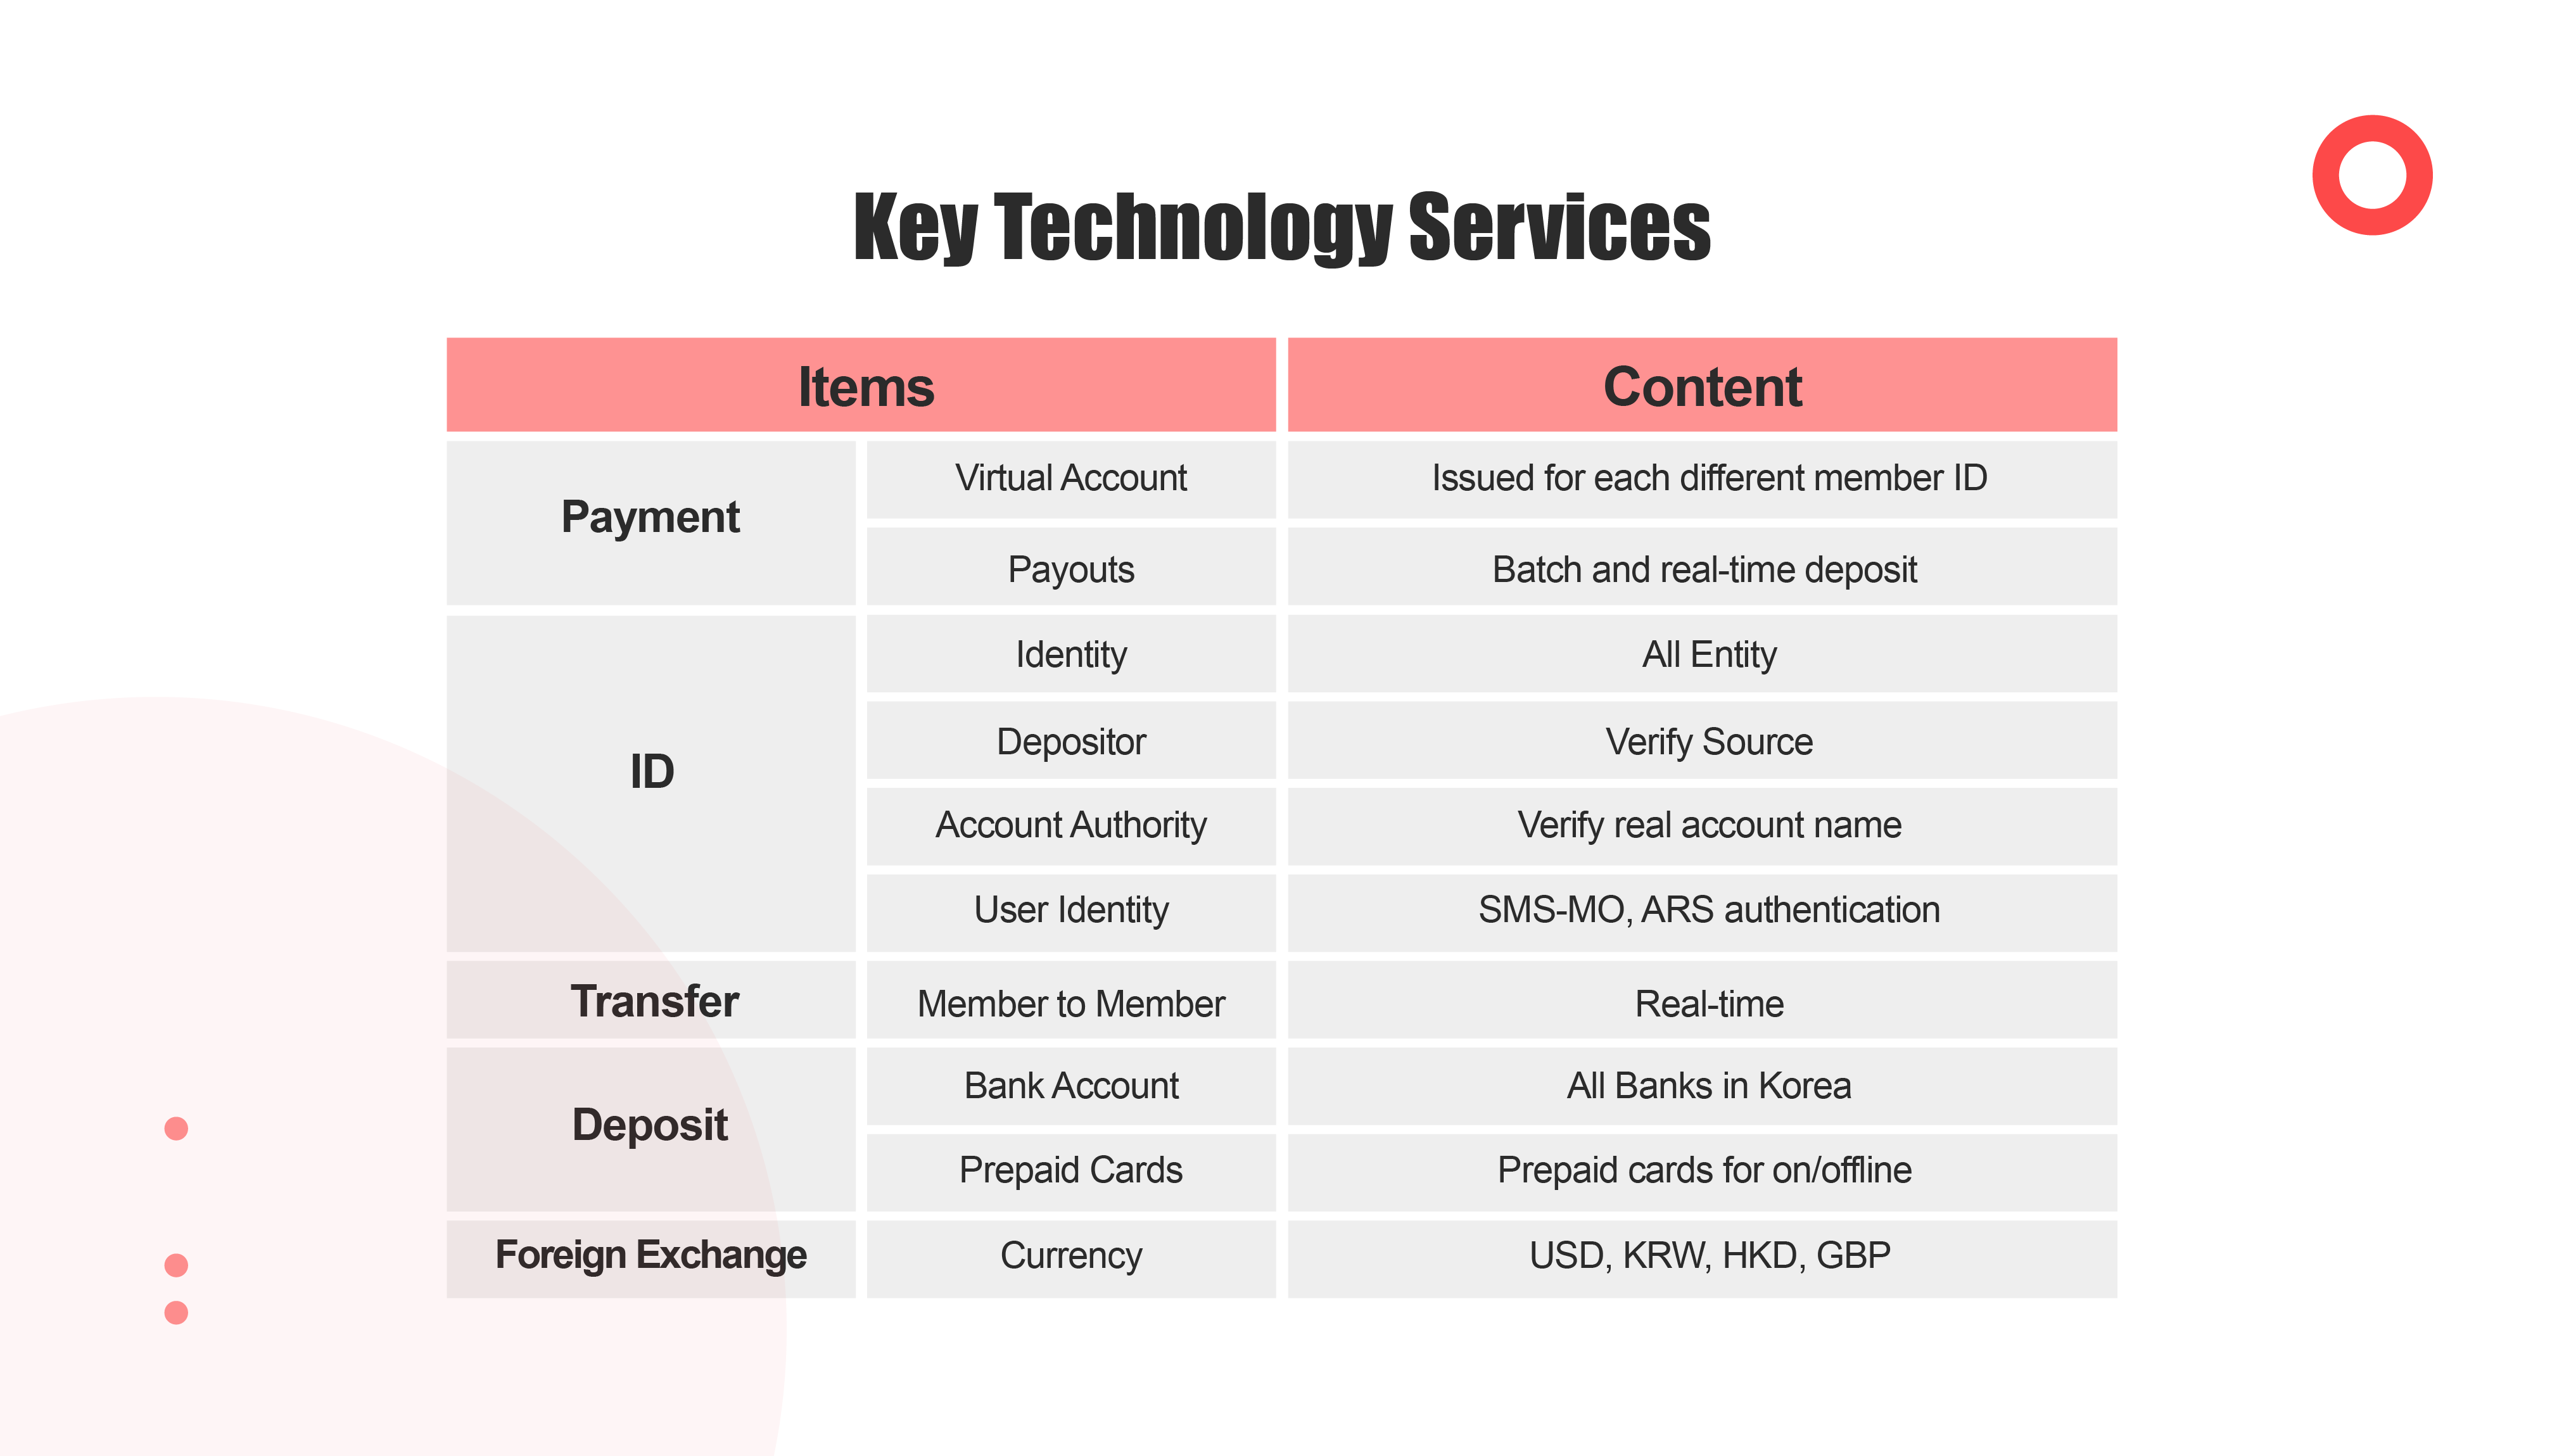 Key Technology Services
Items Content
Payment
Virtual Account Issued for each different member ID
Payouts Batch and real-time deposit
ID
Identity All Entity
Depositor Verify Source
Account Authority Verify real account name
User Identity SMS-MO, ARS authentication
Transfer Member to Member Real-time
Deposit
Bank Account All Banks in Korea
Prepaid Cards Prepaid cards for on/offline
Foreign Exchange Currency USD, KRW, HKD, GBP